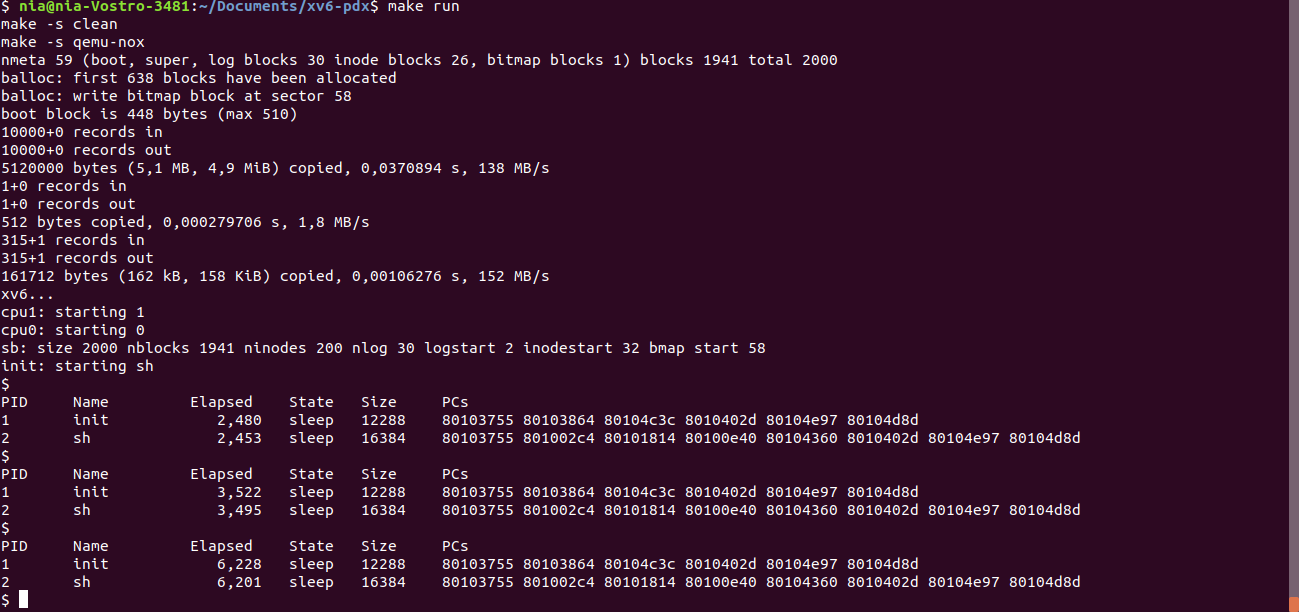 $ nia@nia-Vostro-3481:~/Documents/xv6-pdx$ make run
make -s clean
make -s qemu-nox
nmeta 59 (boot, super, log blocks 30 inode blocks 26, bitmap blocks 1) blocks 1941 total 2000
balloc: first 638 blocks have been allocated
balloc: write bitmap block at sector 58
boot block is 448 bytes (max 510)
10000+0 records in
10000+0 records out
5120000 bytes (5,1 MB, 4,9 MiB) copied, 0,0370894 s, 138 MB/s
1+0 records in
1+0 records out
512 bytes copied, 0,000279706 s, 1,8 MB/s
315+1 records in
315+1 records out
161712 bytes (162 kB, 158 KiB) copied, 0,00106276 s, 152 MB/s
xv6...
cpu1: starting 1
cpu0: starting 0
sb: size 2000 nblocks 1941 ninodes 200 nlog 30 logstart 2 inodestart 32 bmap start 58
init: starting sh
$
PID     Name         Elapsed    State   Size     PCs
1       init            2,480   sleep   12288    80103755 80103864 80104c3c 8010402d 80104e97 80104d8d
2       sh              2,453   sleep   16384    80103755 801002c4 80101814 80100e40 80104360 8010402d 80104e97 80104d8d
$
PID     Name         Elapsed    State   Size     PCs
1       init            3,522   sleep   12288    80103755 80103864 80104c3c 8010402d 80104e97 80104d8d
2       sh              3,495   sleep   16384    80103755 801002c4 80101814 80100e40 80104360 8010402d 80104e97 80104d8d
$
PID     Name         Elapsed    State   Size     PCs
1       init            6,228   sleep   12288    80103755 80103864 80104c3c 8010402d 80104e97 80104d8d
2       sh              6,201   sleep   16384    80103755 801002c4 80101814 80100e40 80104360 8010402d 80104e97 80104d8d
$